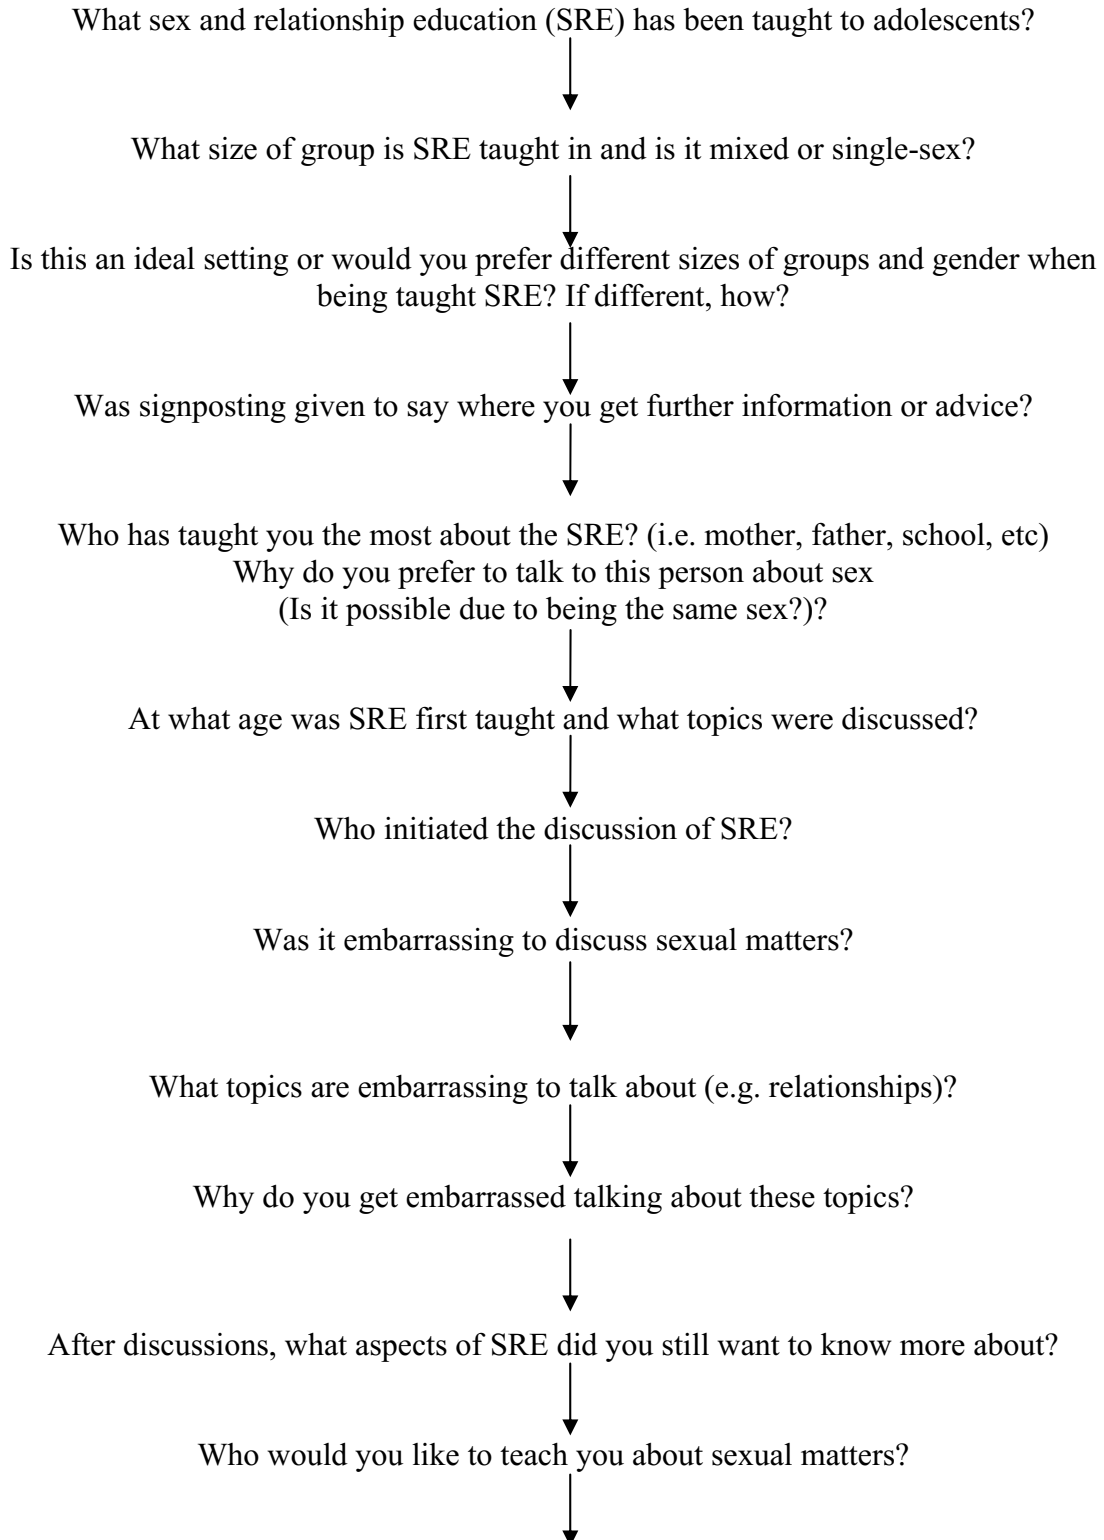 What sex and relationship education (SRE) has been taught to adolescents?
What size of group is SRE taught in and is it mixed or single-sex?
Is this an ideal setting or would you prefer different sizes of groups and gender when
being taught SRE? If different, how?
Was signposting given to say where you get further information or advice?
Who has taught you the most about the SRE? (i.e. mother, father, school, etc)
Why do you prefer to talk to this person about sex
(Is it possible due to being the same sex?)?
At what age was SRE first taught and what topics were discussed?
Who initiated the discussion of SRE?
Was it embarrassing to discuss sexual matters?
What topics are embarrassing to talk about (e.g. relationships)?
Why do you get embarrassed talking about these topics?
After discussions, what aspects of SRE did you still want to know more about?
Who would you like to teach you about sexual matters?